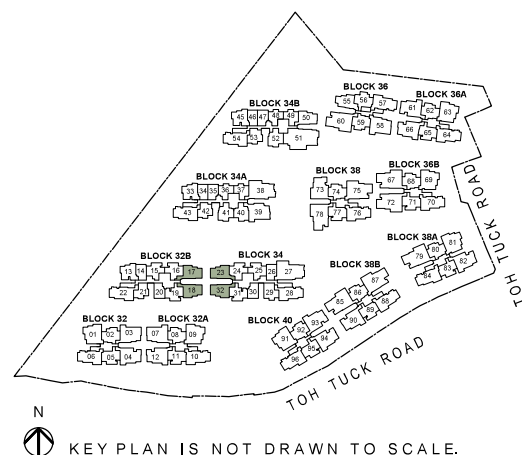 BLOCK 36
BLOCK 36A
55 56 57
61 62 63
BLOCK 34B
45 46 47 48 49 50
60 59 58
66 65 64
54 53 52 51
BLOCK 34A
BLOCK 38
BLOCK 36B
33 34 35 36 37 38
73 74 75
67 68 69
43 42 41 40 39
78 77 76
72 71 70
TOH TUCK ROAD
BLOCK 38A
79 80 81
84 83 82
BLOCK 32B
BLOCK 34
BLOCK 38B
13 14 15 16 17
23 24 25 26 27
85 86 87
22 21 20 19 18
32 31 30 29 28
90 89 88
BLOCK 32
BLOCK 32A
BLOCK 40
01 02 03
07 08 09
91 92 93
06 05 04
12 11 10
96 95 94
TOH TUCK ROAD
N
KEY PLAN IS NOT DRAWN TO SCALE.